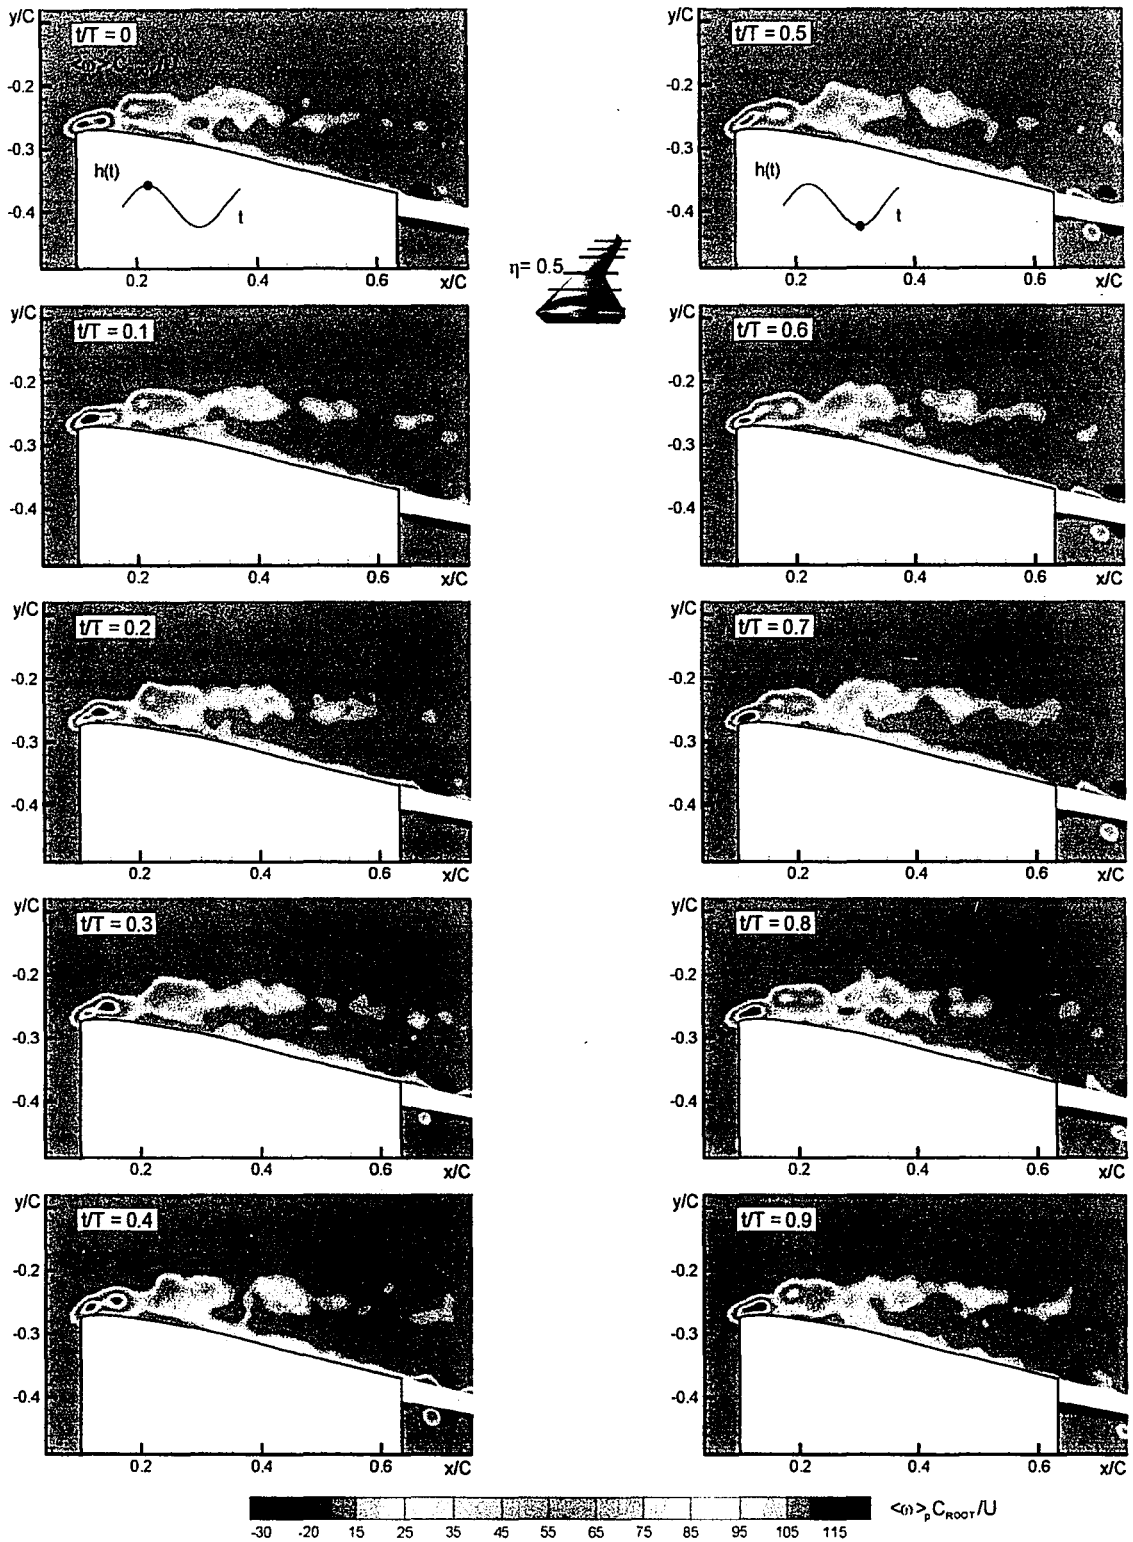 y/C
t/T = 0
-0.2
-0.3
h(t)
t
-0.4
0.2
0.4
0.6
x/C
y/C
t/T = 0.5
-0.2
-0.3
h(t)
t
-0.4
0.2
0.4
0.6
x/C
η = 0.5
y/C
t/T = 0.1
-0.2
-0.3
-0.4
0.2
0.4
0.6
x/C
y/C
t/T = 0.6
-0.2
-0.3
-0.4
0.2
0.4
0.6
x/C
y/C
t/T = 0.2
-0.2
-0.3
-0.4
0.2
0.4
0.6
x/C
y/C
t/T = 0.7
-0.2
-0.3
-0.4
0.2
0.4
0.6
x/C
y/C
t/T = 0.3
-0.2
-0.3
-0.4
0.2
0.4
0.6
x/C
y/C
t/T = 0.8
-0.2
-0.3
-0.4
0.2
0.4
0.6
x/C
y/C
t/T = 0.4
-0.2
-0.3
-0.4
0.2
0.4
0.6
x/C
y/C
t/T = 0.9
-0.2
-0.3
-0.4
0.2
0.4
0.6
x/C
<ω>pCROOT/U
-30 -20 15 25 35 45 55 65 75 85 95 105 115